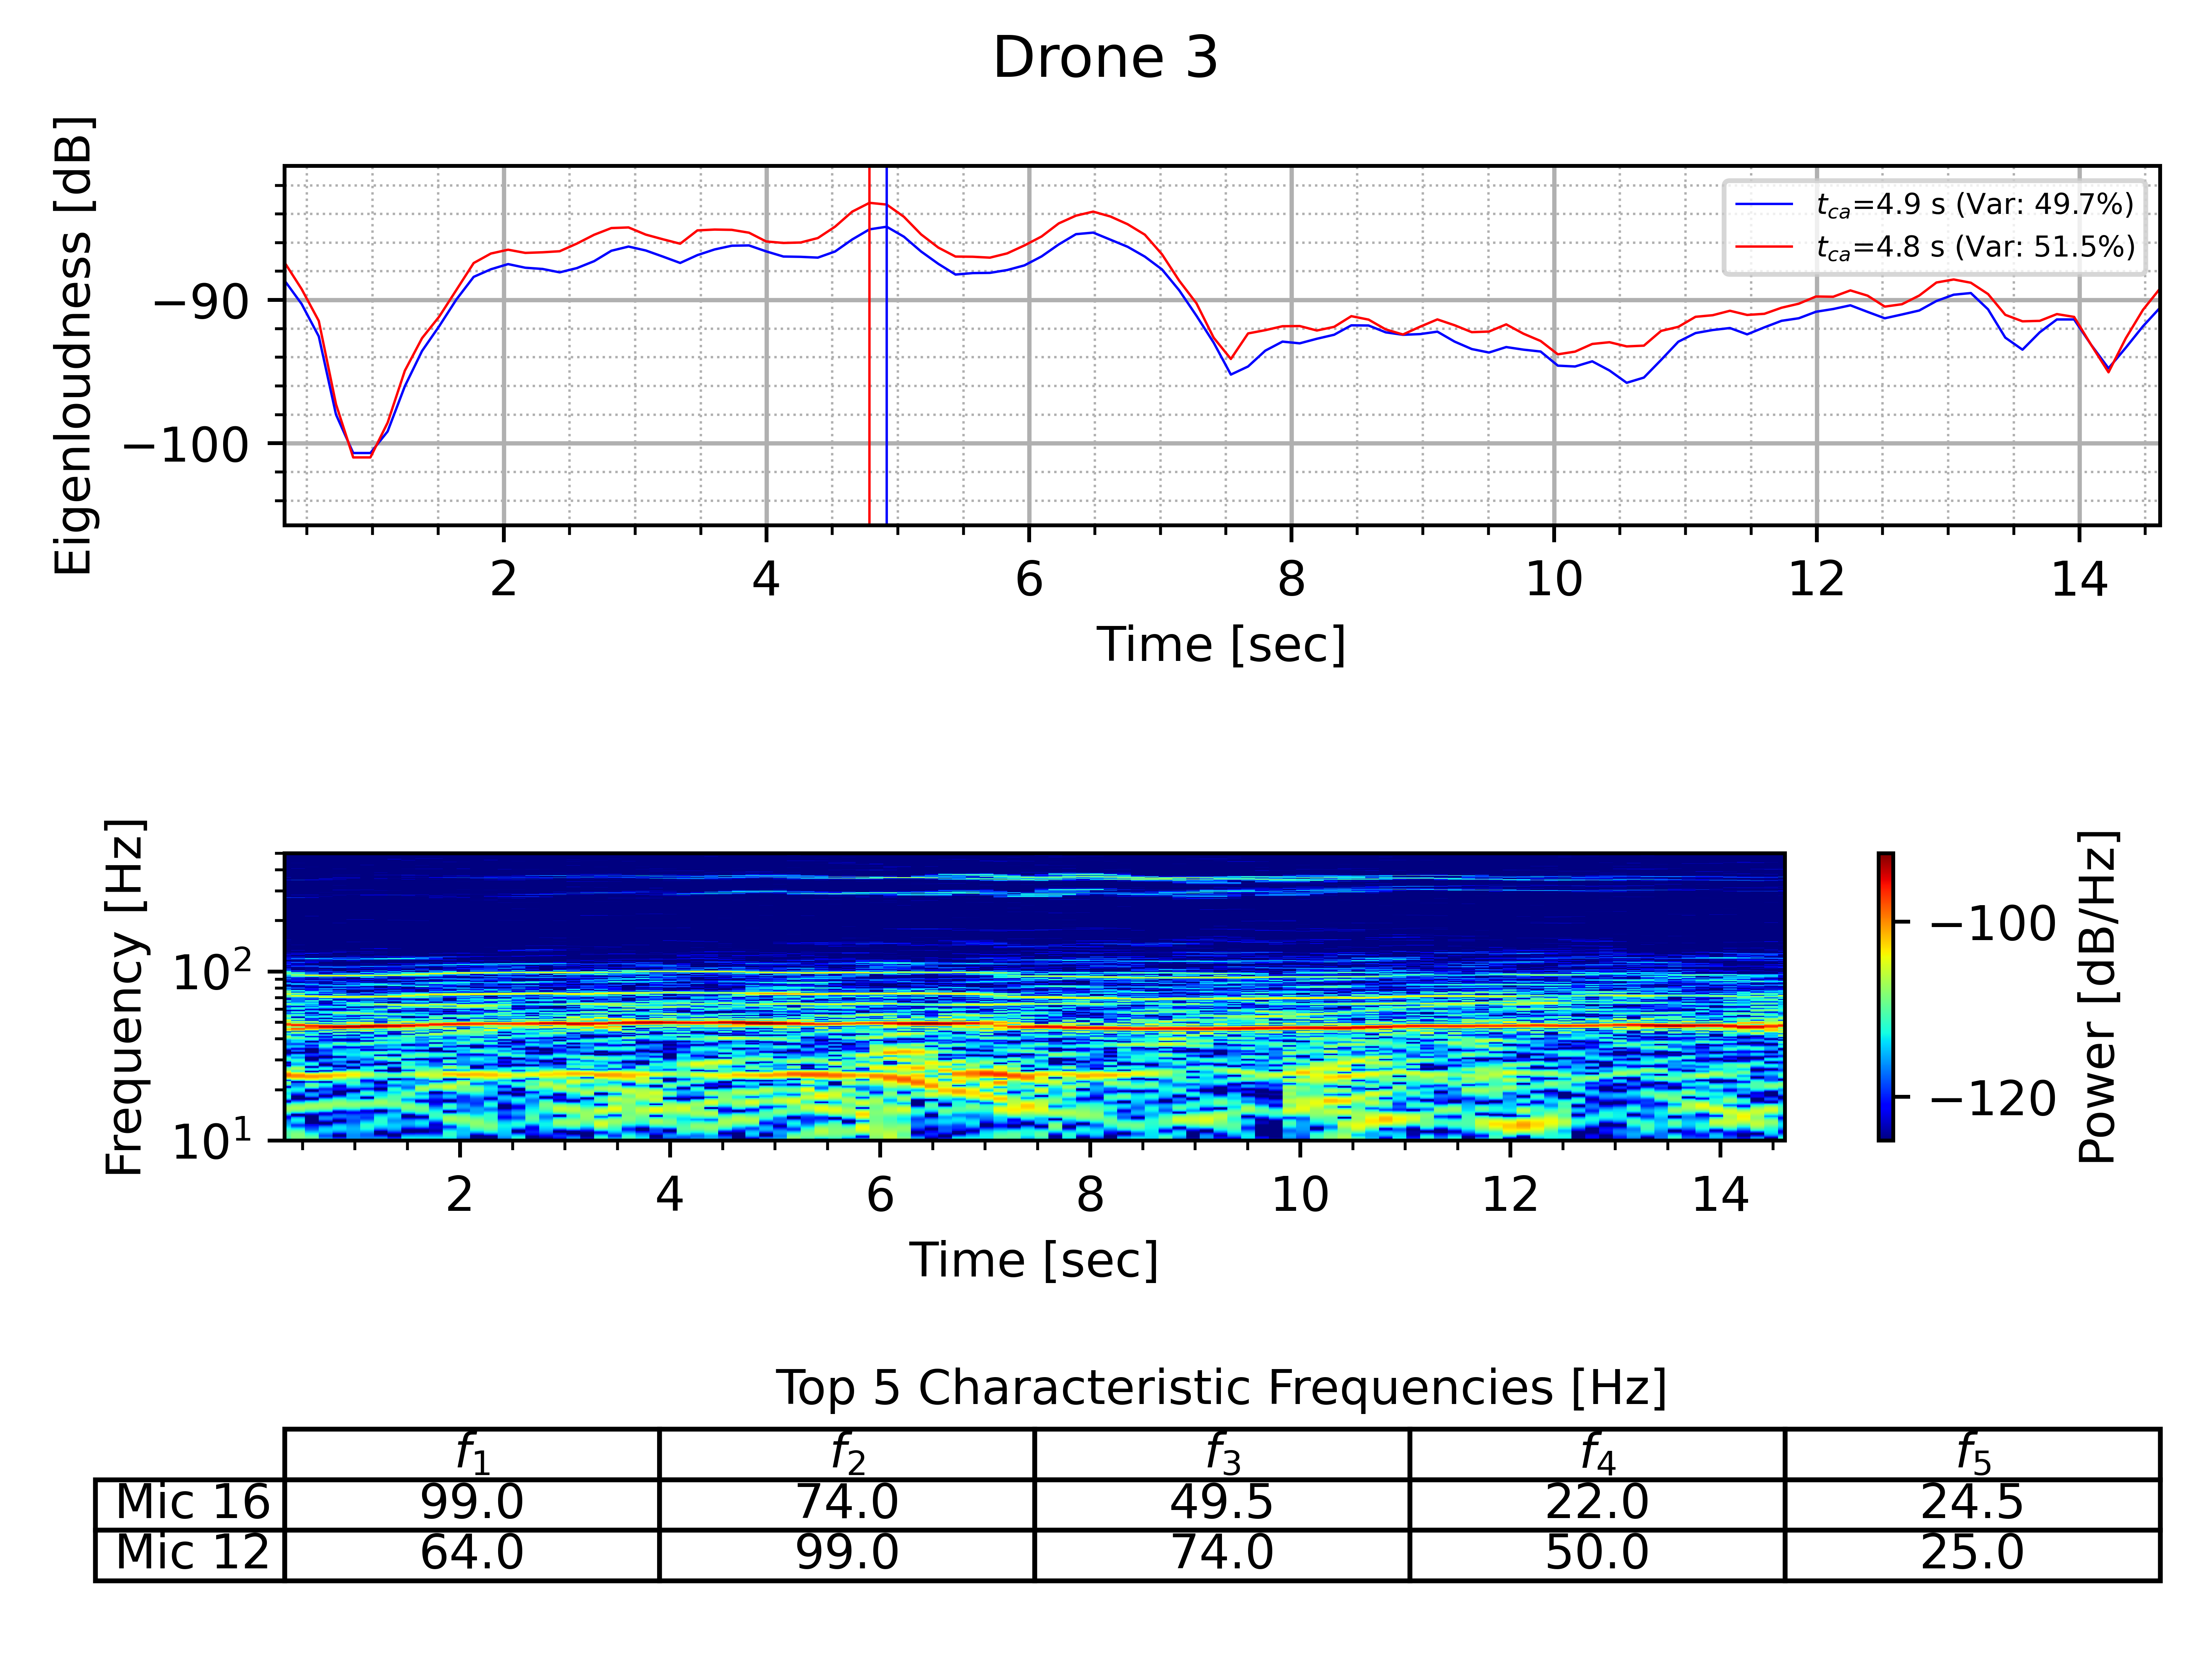 Drone 3
Eigenloudness [dB]
−90
−100
t_ca=4.9 s (Var: 49.7%)
t_ca=4.8 s (Var: 51.5%)
2 4 6 8 10 12 14
Time [sec]
Frequency [Hz]
10²
10¹
2 4 6 8 10 12 14
Time [sec]
−100
−120
Power [dB/Hz]
Top 5 Characteristic Frequencies [Hz]
f₁ f₂ f₃ f₄ f₅
Mic 16 99.0 74.0 49.5 22.0 24.5
Mic 12 64.0 99.0 74.0 50.0 25.0